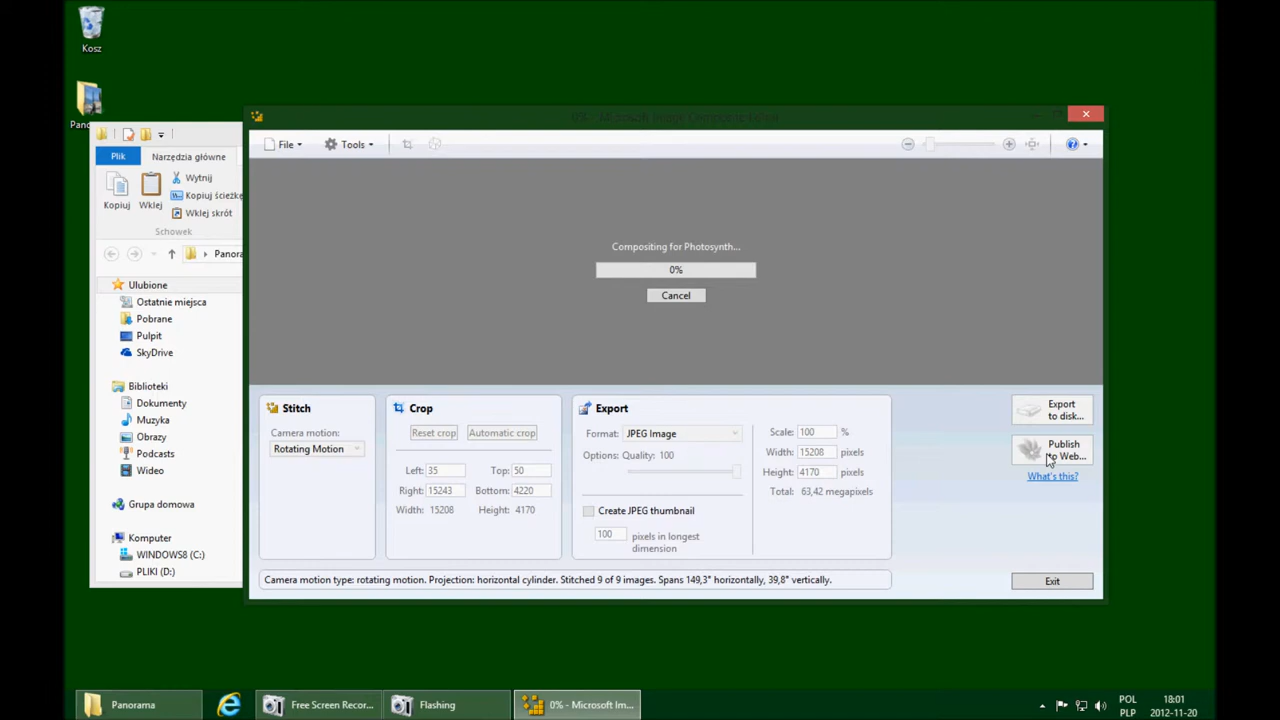 Kosz
Pano
0% - Microsoft Image Composite Editor
File
Tools
Plik
Narzędzia główne
Kopiuj
Wklej
Wytnij
Kopiuj ścieżkę
Wklej skrót
Schowek
Panora
Ulubione
Ostatnie miejsca
Pobrane
Pulpit
SkyDrive
Biblioteki
Dokumenty
Muzyka
Obrazy
Podcasts
Wideo
Grupa domowa
Komputer
WINDOWS8 (C:)
PLIKI (D:)
Compositing for Photosynth...
0%
Cancel
Stitch
Camera motion:
Rotating Motion
Crop
Reset crop
Automatic crop
Left: 35
Top: 50
Right: 15243
Bottom: 4220
Width: 15208
Height: 4170
Export
Format: JPEG Image
Options: Quality: 100
Create JPEG thumbnail
100 pixels in longest
dimension
Scale: 100 %
Width: 15208 pixels
Height: 4170 pixels
Total: 63,42 megapixels
Export
to disk...
Publish
to Web...
What's this?
Camera motion type: rotating motion. Projection: horizontal cylinder. Stitched 9 of 9 images. Spans 149,3° horizontally, 39,8° vertically.
Exit
Panorama
Free Screen Recor...
Flashing
0% - Microsoft Im...
POL
PLP
18:01
2012-11-20